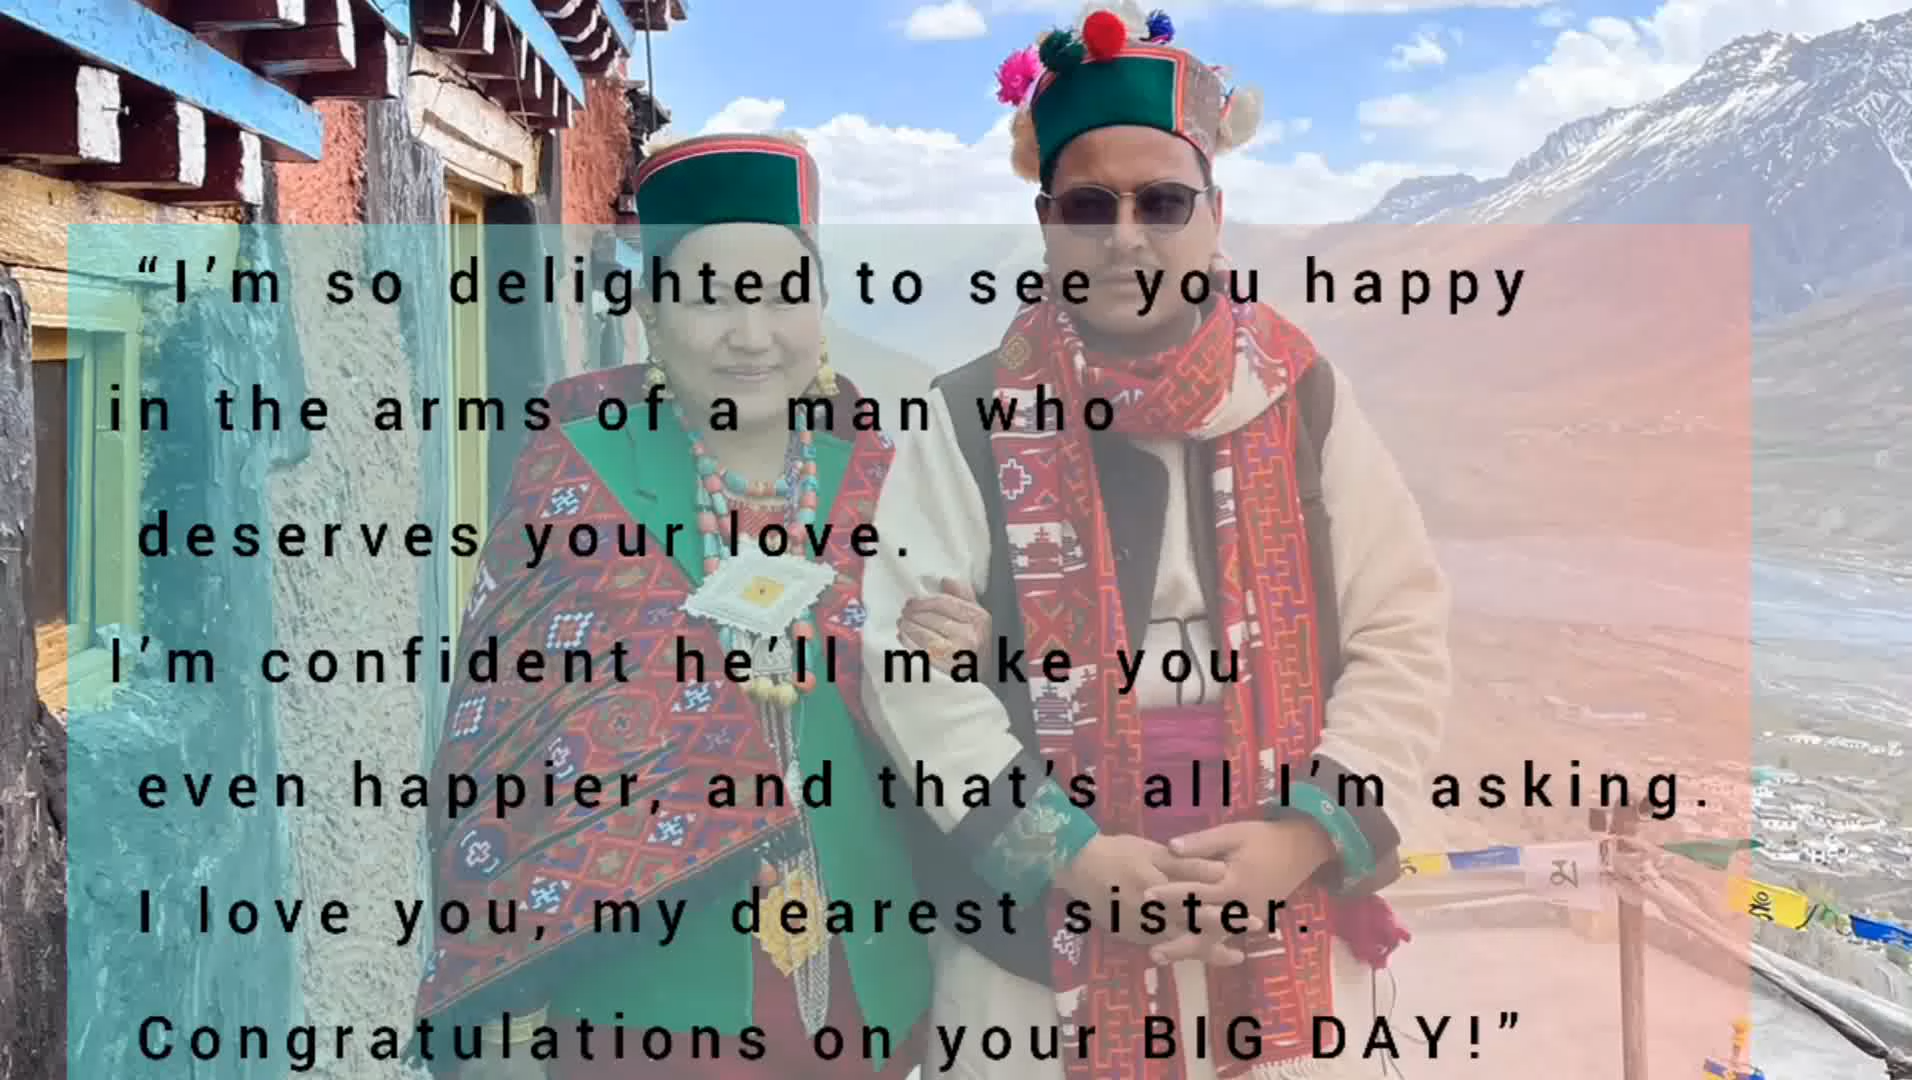 “I’m so delighted to see you happy
in the arms of a man who
deserves your love.
I’m confident he’ll make you
even happier, and that’s all I’m asking.
I love you, my dearest sister.
Congratulations on your BIG DAY!”